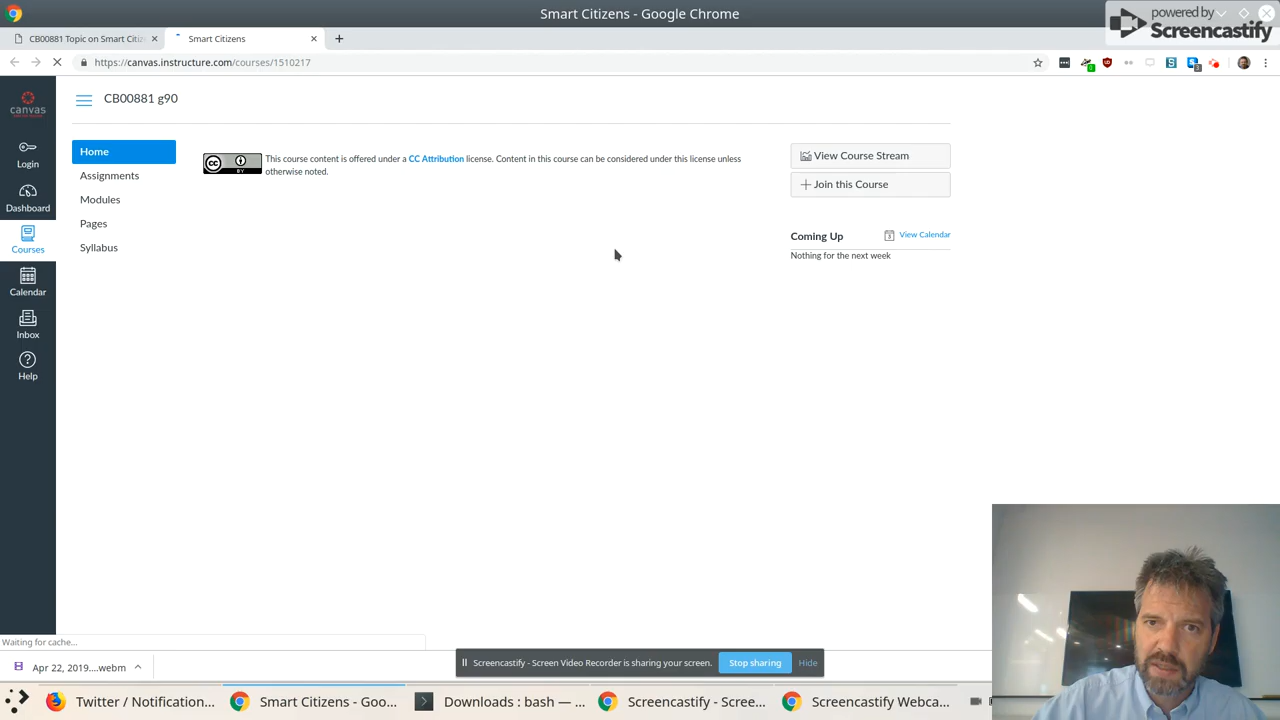 Smart Citizens - Google Chrome
powered by
Screencastify
CB00881 Topic on Smart Citiz
Smart Citizens
https://canvas.instructure.com/courses/1510217
canvas
CB00881 g90
Login
Dashboard
Courses
Calendar
Inbox
Help
Home
Assignments
Modules
Pages
Syllabus
This course content is offered under a CC Attribution license. Content in this course can be considered under this license unless
otherwise noted.
View Course Stream
Join this Course
Coming Up
View Calendar
Nothing for the next week
Waiting for cache...
Apr 22, 2019....webm
Screencastify - Screen Video Recorder is sharing your screen.
Stop sharing
Hide
Twitter / Notification...
Smart Citizens - Goo...
Downloads : bash — ...
Screencastify - Scree...
Screencastify Webca...